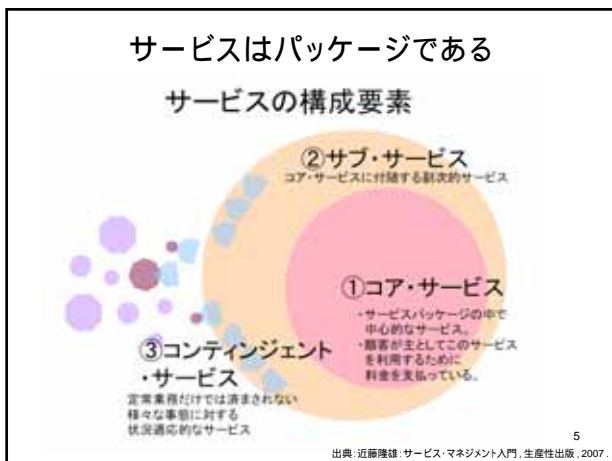 サービスはパッケージである
サービスの構成要素
②サブ・サービス
コア・サービスに付随する副次的サービス
①コア・サービス
・サービスパッケージの中で
中心的なサービス。
・顧客が主としてこのサービス
を利用するために
料金を支払っている。
③コンティンジェント
・サービス
定常業務だけでは済まされない
様々な事態に対する
状況適応的なサービス
5
出典:近藤隆雄:サービス・マネジメント入門,生産性出版,2007.